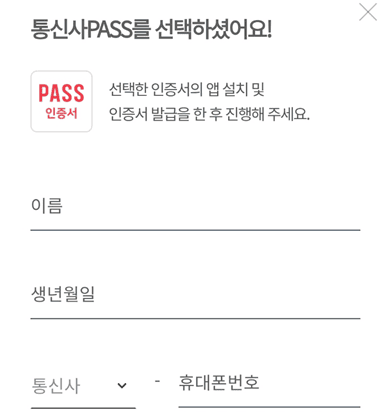 통신사PASS를 선택하셨어요!
PASS
인증서
선택한 인증서의 앱 설치 및
인증서 발급을 한 후 진행해 주세요.
이름
생년월일
통신사 - 휴대폰번호